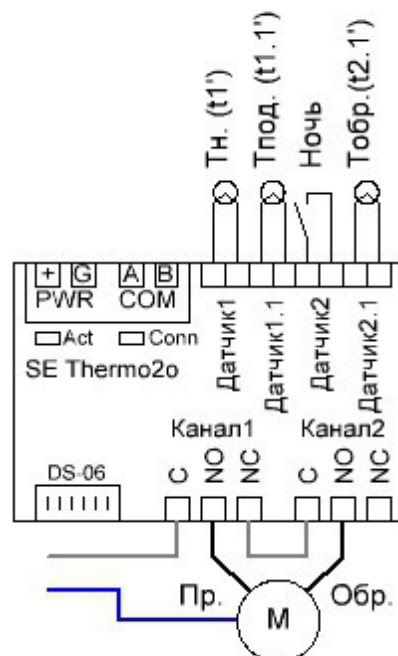 Тн. (t1')
Тпод. (t1.1')
Ночь
Тобр.(t2.1')
+ G A B
PWR COM
Act Conn
SE Thermo2o
Датчик1
Датчик1.1
Датчик2
Датчик2.1
Канал1 Канал2
DS-06
C NO NC C NO NC
Пр. М Обр.